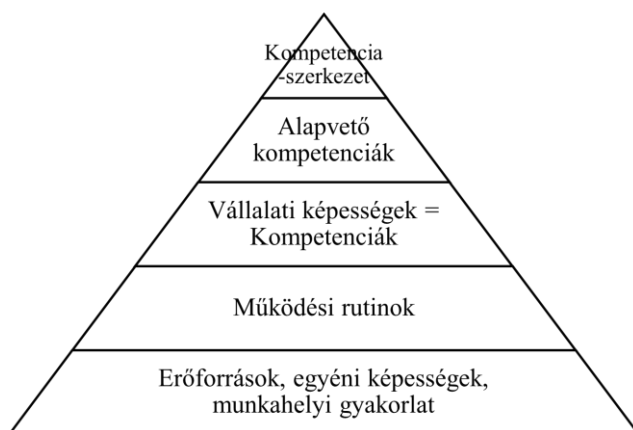 Kompetencia
-szerkezet
Alapvető
kompetenciák
Vállalati képességek =
Kompetenciák
Működési rutinok
Erőforrások, egyéni képességek,
munkahelyi gyakorlat